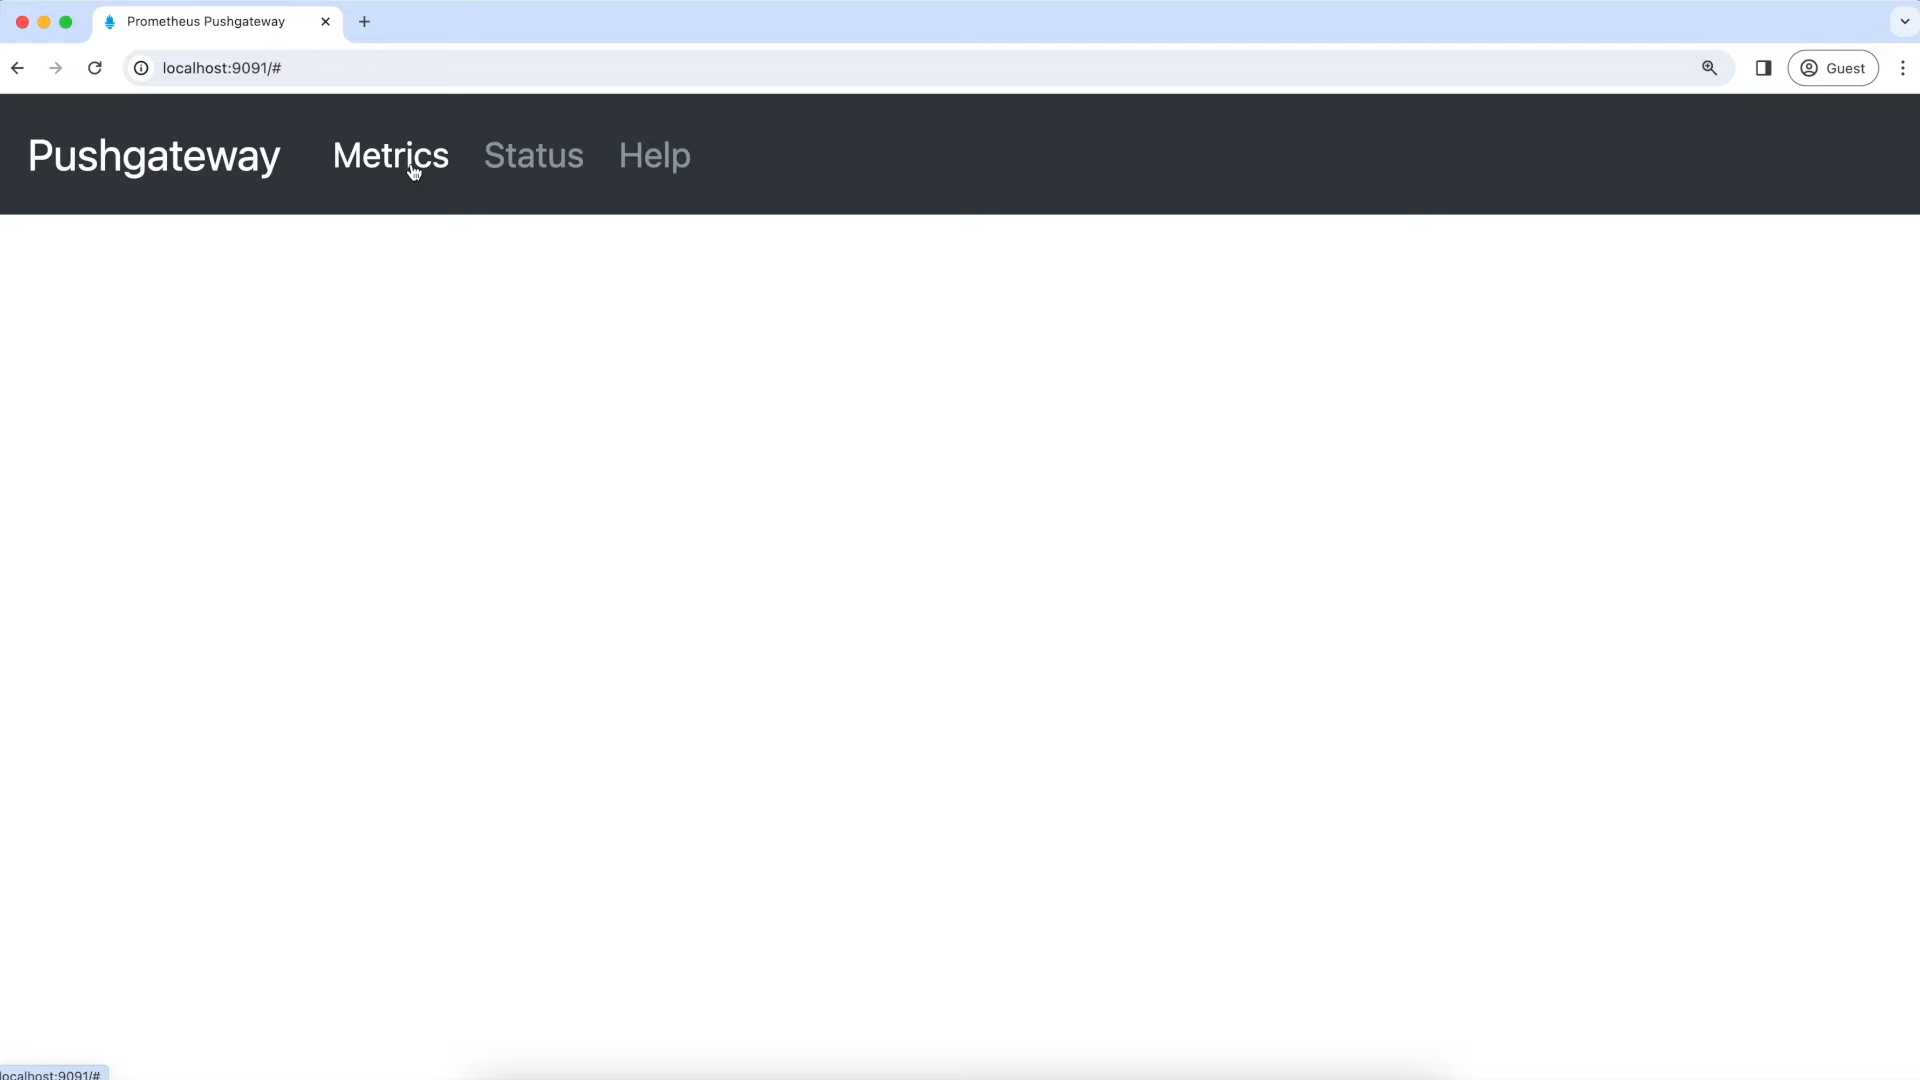 Prometheus Pushgateway
localhost:9091/#
Guest
Pushgateway Metrics Status Help
localhost:9091/#